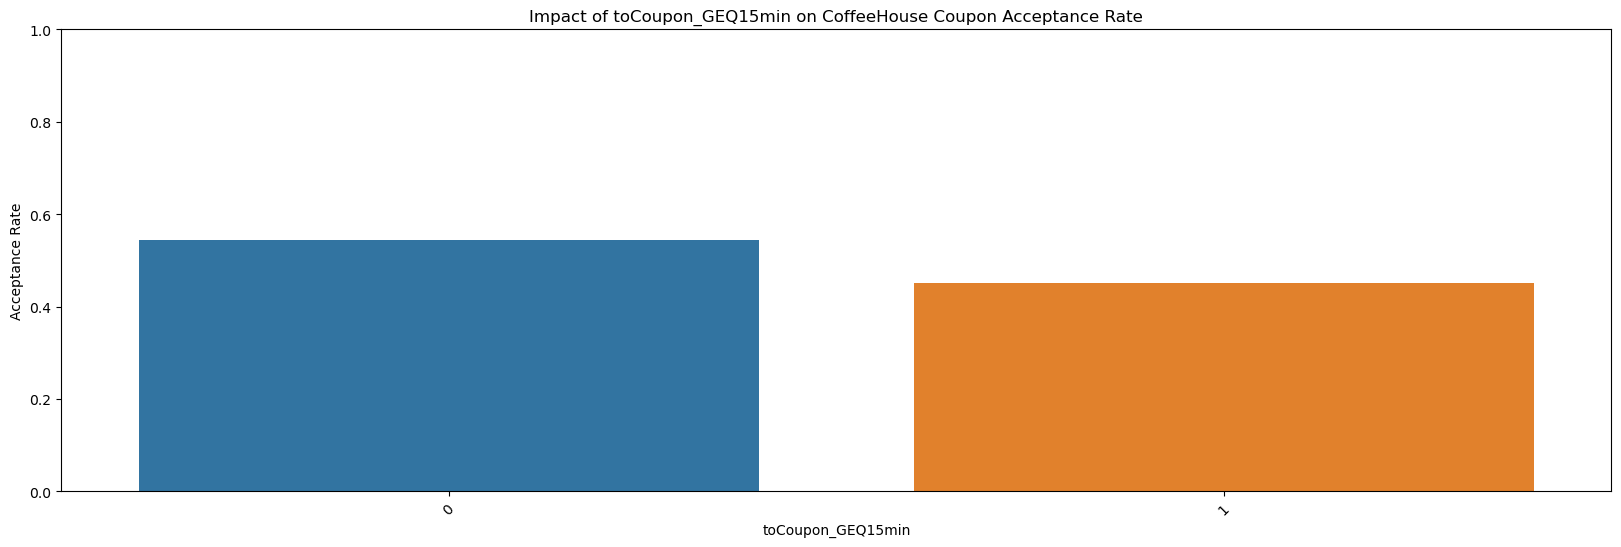 Impact of toCoupon_GEQ15min on CoffeeHouse Coupon Acceptance Rate
1.0
0.8
0.6
0.4
0.2
0.0
Acceptance Rate
0
1
toCoupon_GEQ15min